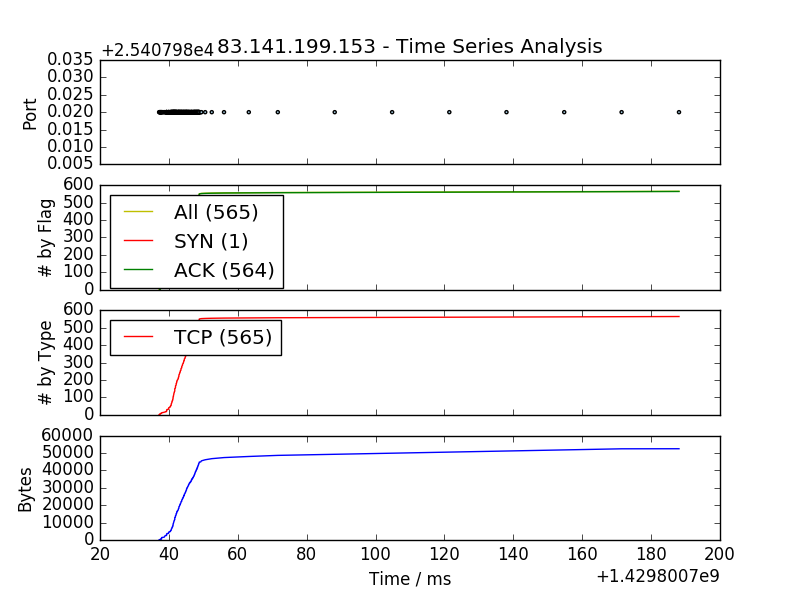 +2.540798e4 83.141.199.153 - Time Series Analysis
0.035
0.030
0.025
0.020
0.015
0.010
0.005
Port
600
500
400
300
200
100
0
# by Flag
All (565)
SYN (1)
ACK (564)
600
500
400
300
200
100
0
# by Type
TCP (565)
60000
50000
40000
30000
20000
10000
0
Bytes
20 40 60 80 100 120 140 160 180 200
Time / ms
+1.4298007e9